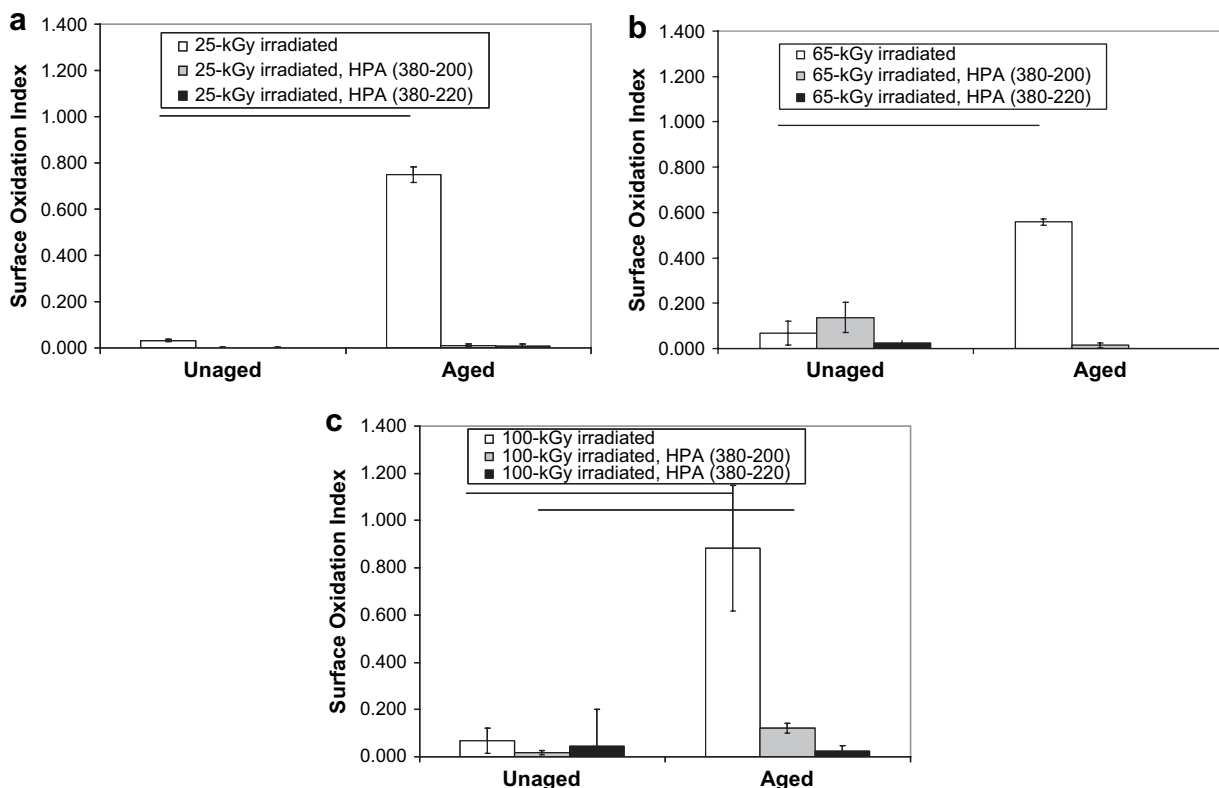 a
1.400
1.200
1.000
0.800
0.600
0.400
0.200
0.000
Surface Oxidation Index
25-kGy irradiated
25-kGy irradiated, HPA (380-200)
25-kGy irradiated, HPA (380-220)
Unaged
Aged
b
1.400
1.200
1.000
0.800
0.600
0.400
0.200
0.000
Surface Oxidation Index
65-kGy irradiated
65-kGy irradiated, HPA (380-200)
65-kGy irradiated, HPA (380-220)
Unaged
Aged
c
1.400
1.200
1.000
0.800
0.600
0.400
0.200
0.000
Surface Oxidation Index
100-kGy irradiated
100-kGy irradiated, HPA (380-200)
100-kGy irradiated, HPA (380-220)
Unaged
Aged